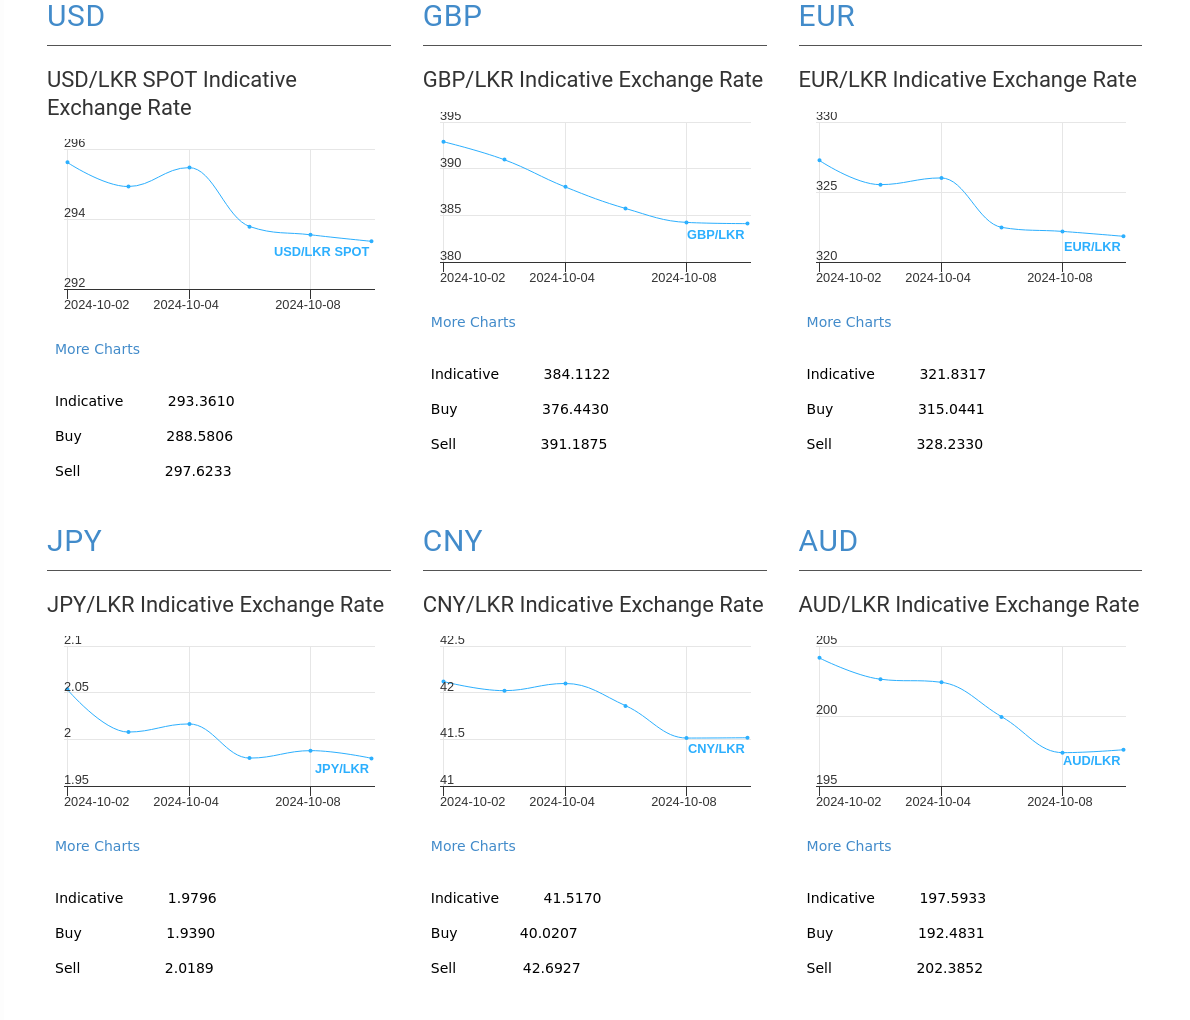 USD
USD/LKR SPOT Indicative
Exchange Rate
296
294
292
USD/LKR SPOT
2024-10-02 2024-10-04 2024-10-08
More Charts
Indicative 293.3610
Buy 288.5806
Sell 297.6233
GBP
GBP/LKR Indicative Exchange Rate
395
390
385
380
GBP/LKR
2024-10-02 2024-10-04 2024-10-08
More Charts
Indicative 384.1122
Buy 376.4430
Sell 391.1875
EUR
EUR/LKR Indicative Exchange Rate
330
325
320
EUR/LKR
2024-10-02 2024-10-04 2024-10-08
More Charts
Indicative 321.8317
Buy 315.0441
Sell 328.2330
JPY
JPY/LKR Indicative Exchange Rate
2.1
2.05
2
1.95
JPY/LKR
2024-10-02 2024-10-04 2024-10-08
More Charts
Indicative 1.9796
Buy 1.9390
Sell 2.0189
CNY
CNY/LKR Indicative Exchange Rate
42.5
42
41.5
41
CNY/LKR
2024-10-02 2024-10-04 2024-10-08
More Charts
Indicative 41.5170
Buy 40.0207
Sell 42.6927
AUD
AUD/LKR Indicative Exchange Rate
205
200
195
AUD/LKR
2024-10-02 2024-10-04 2024-10-08
More Charts
Indicative 197.5933
Buy 192.4831
Sell 202.3852